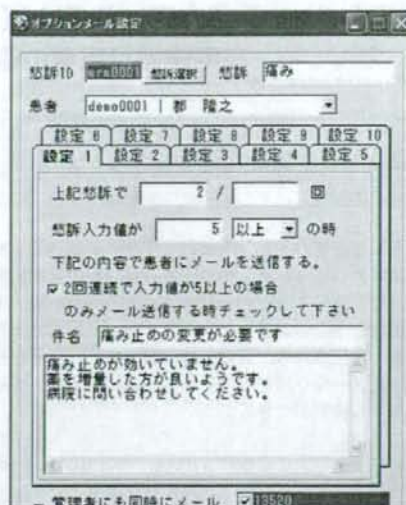 オプションメール設定
愁訴ID ara0001 愁訴選択 愁訴 痛み
患者 demo0001 | 都 隆之
設定 6 設定 7 設定 8 設定 9 設定 10
設定 1 設定 2 設定 3 設定 4 設定 5
上記愁訴で 2 / 回
愁訴入力値が 5 以上 の時
下記の内容で患者にメールを送信する。
2回連続で入力値が5以上の場合
のみメール送信する時チェックして下さい
件名 痛み止めの変更が必要です
痛み止めが効いていません。
薬を増量した方が良いようです。
病院に問い合わせしてください。
管理者にも同時にメール 13520